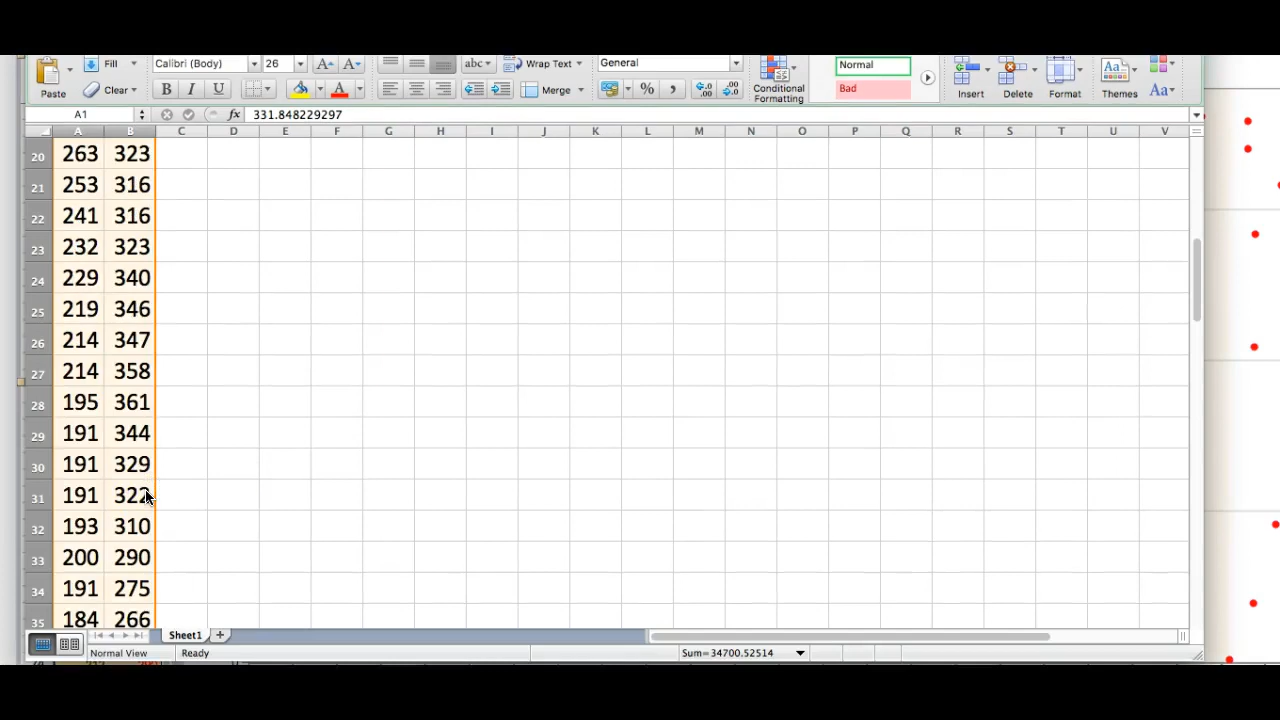 Fill Calibri (Body) 26 A A abc Wrap Text General Normal
Paste Clear B I U A Merge % , .0 .00 Conditional Formatting Bad Insert Delete Format Themes Aa
A1 fx 331.848229297
A B C D E F G H I J K L M N O P Q R S T U V
20 263 323
21 253 316
22 241 316
23 232 323
24 229 340
25 219 346
26 214 347
27 214 358
28 195 361
29 191 344
30 191 329
31 191 322
32 193 310
33 200 290
34 191 275
35 184 266
Sheet1
Normal View Ready Sum=34700.52514